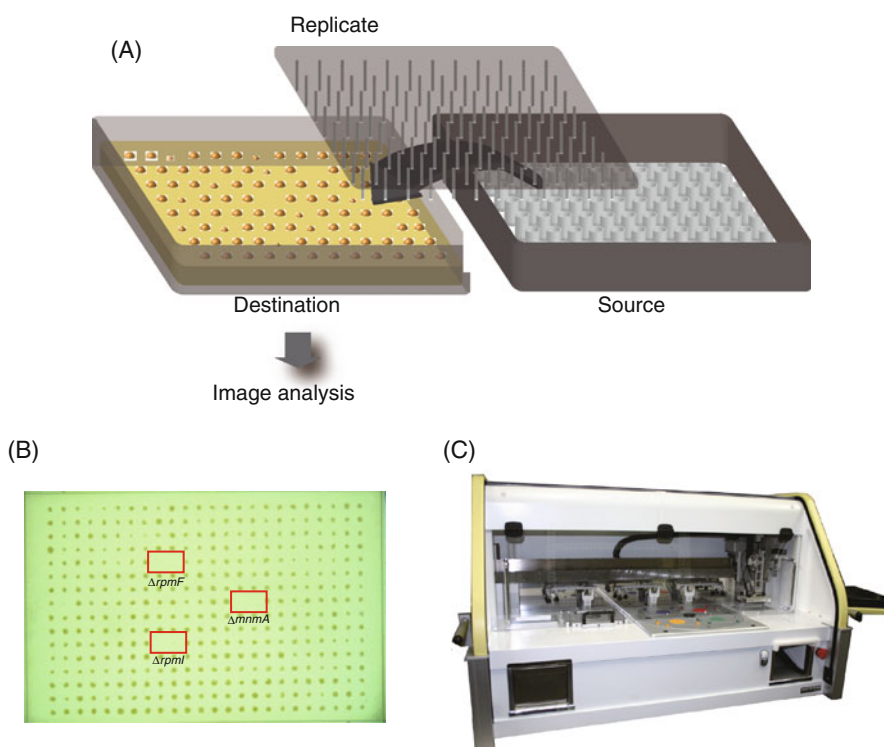 Replicate
(A)
Destination
Source
Image analysis
(B)
(C)
ΔrpmF
ΔmnmA
ΔrpmI